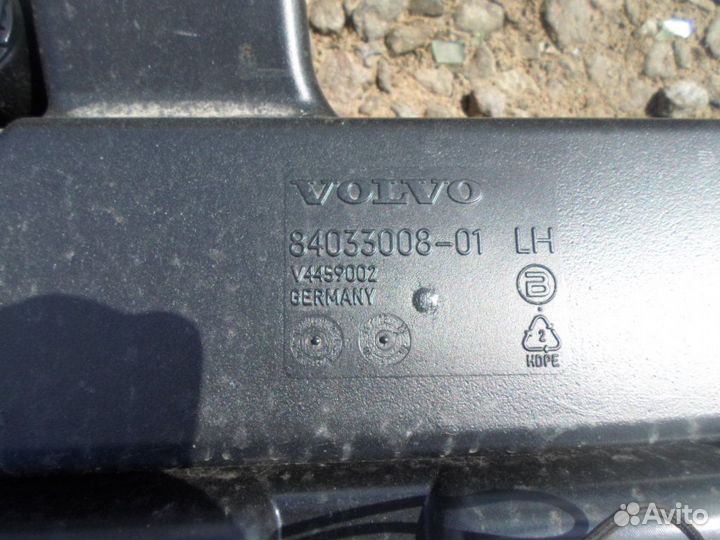 VOLVO
84033008-01 LH
V4459002
GERMANY
B
2
HDPE
Avito